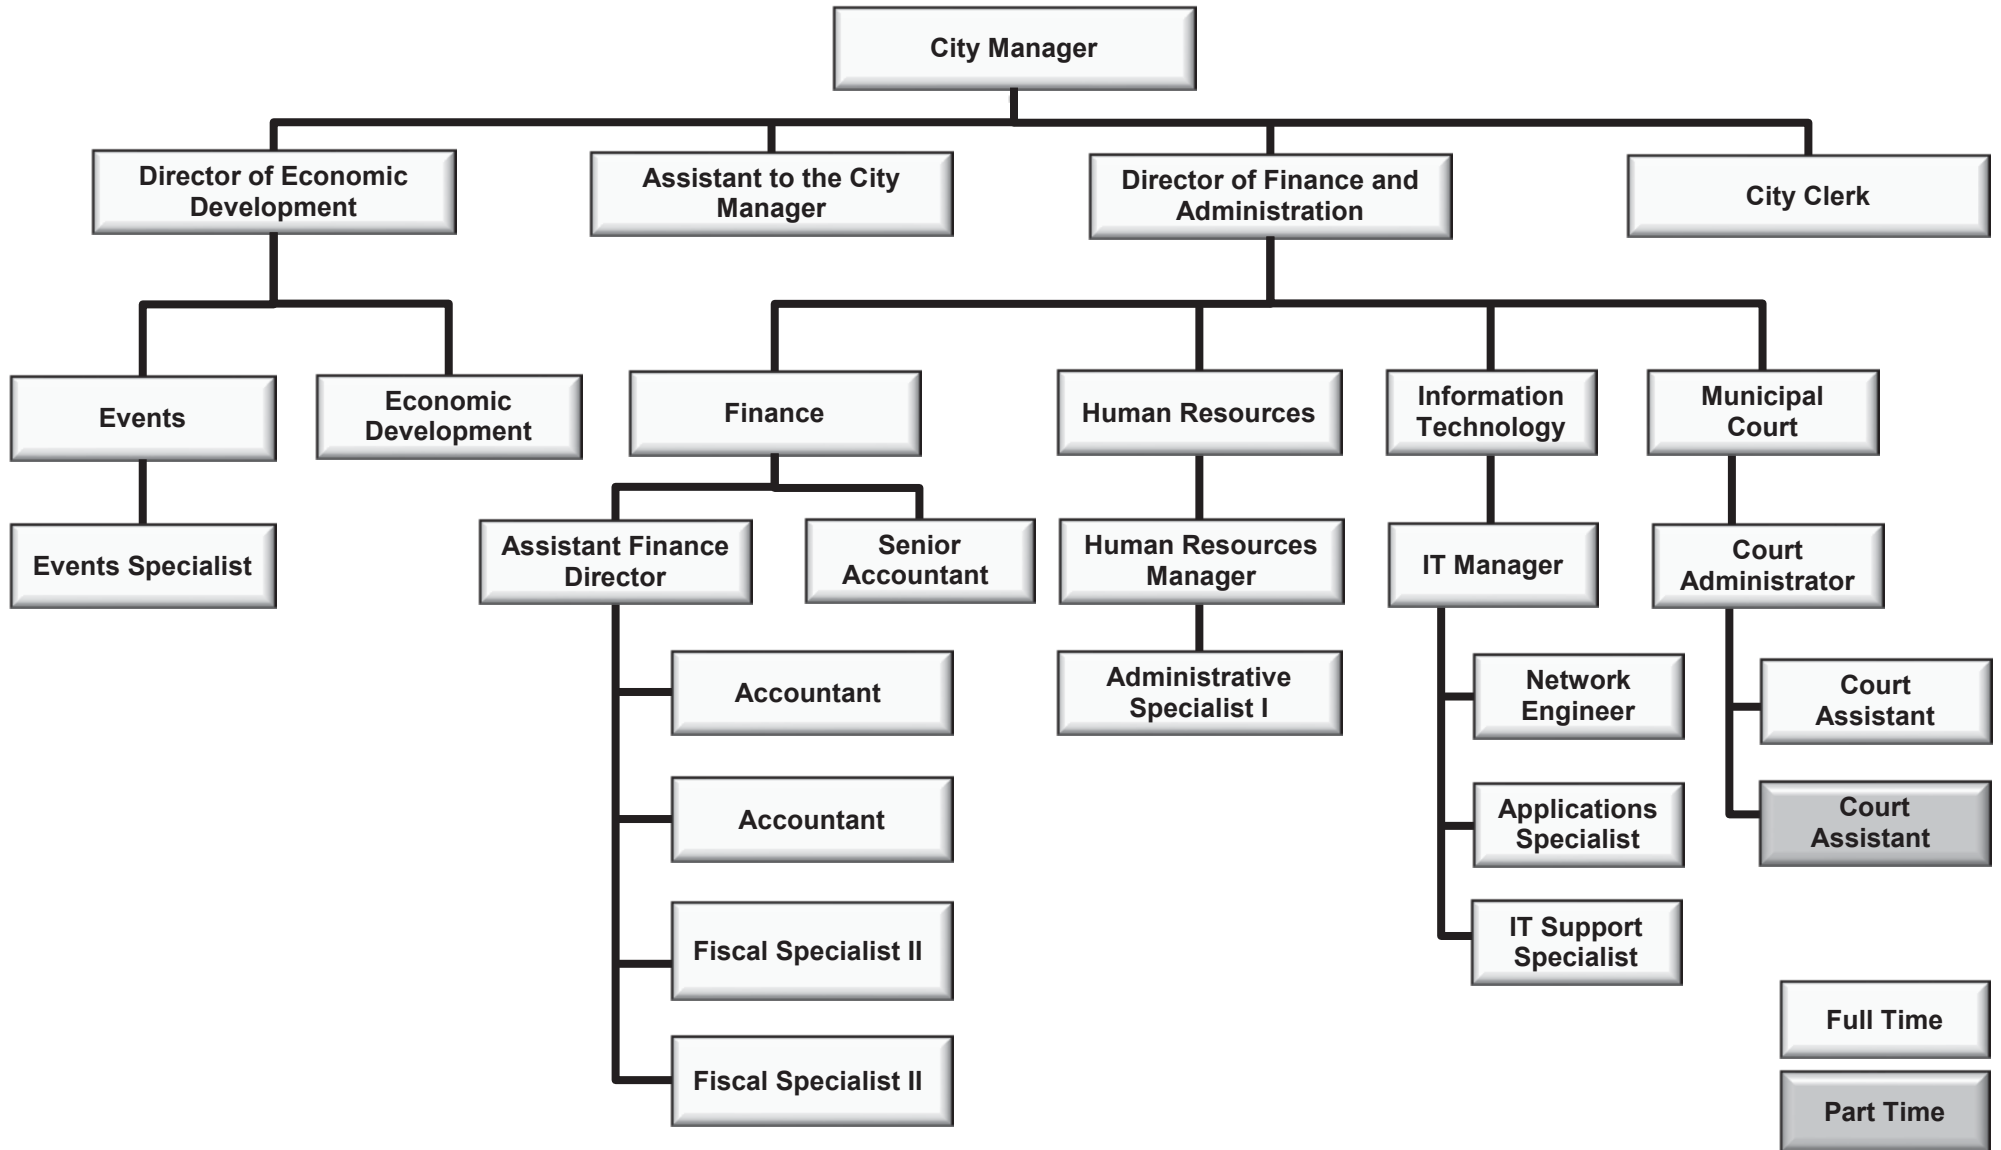 City Manager
Director of Economic
Development
Assistant to the City
Manager
Director of Finance and
Administration
City Clerk
Events
Economic
Development
Finance
Human Resources
Information
Technology
Municipal
Court
Events Specialist
Assistant Finance
Director
Senior
Accountant
Human Resources
Manager
IT Manager
Court
Administrator
Accountant
Administrative
Specialist I
Network
Engineer
Court
Assistant
Accountant
Applications
Specialist
Court
Assistant
Fiscal Specialist II
IT Support
Specialist
Fiscal Specialist II
Full Time
Part Time